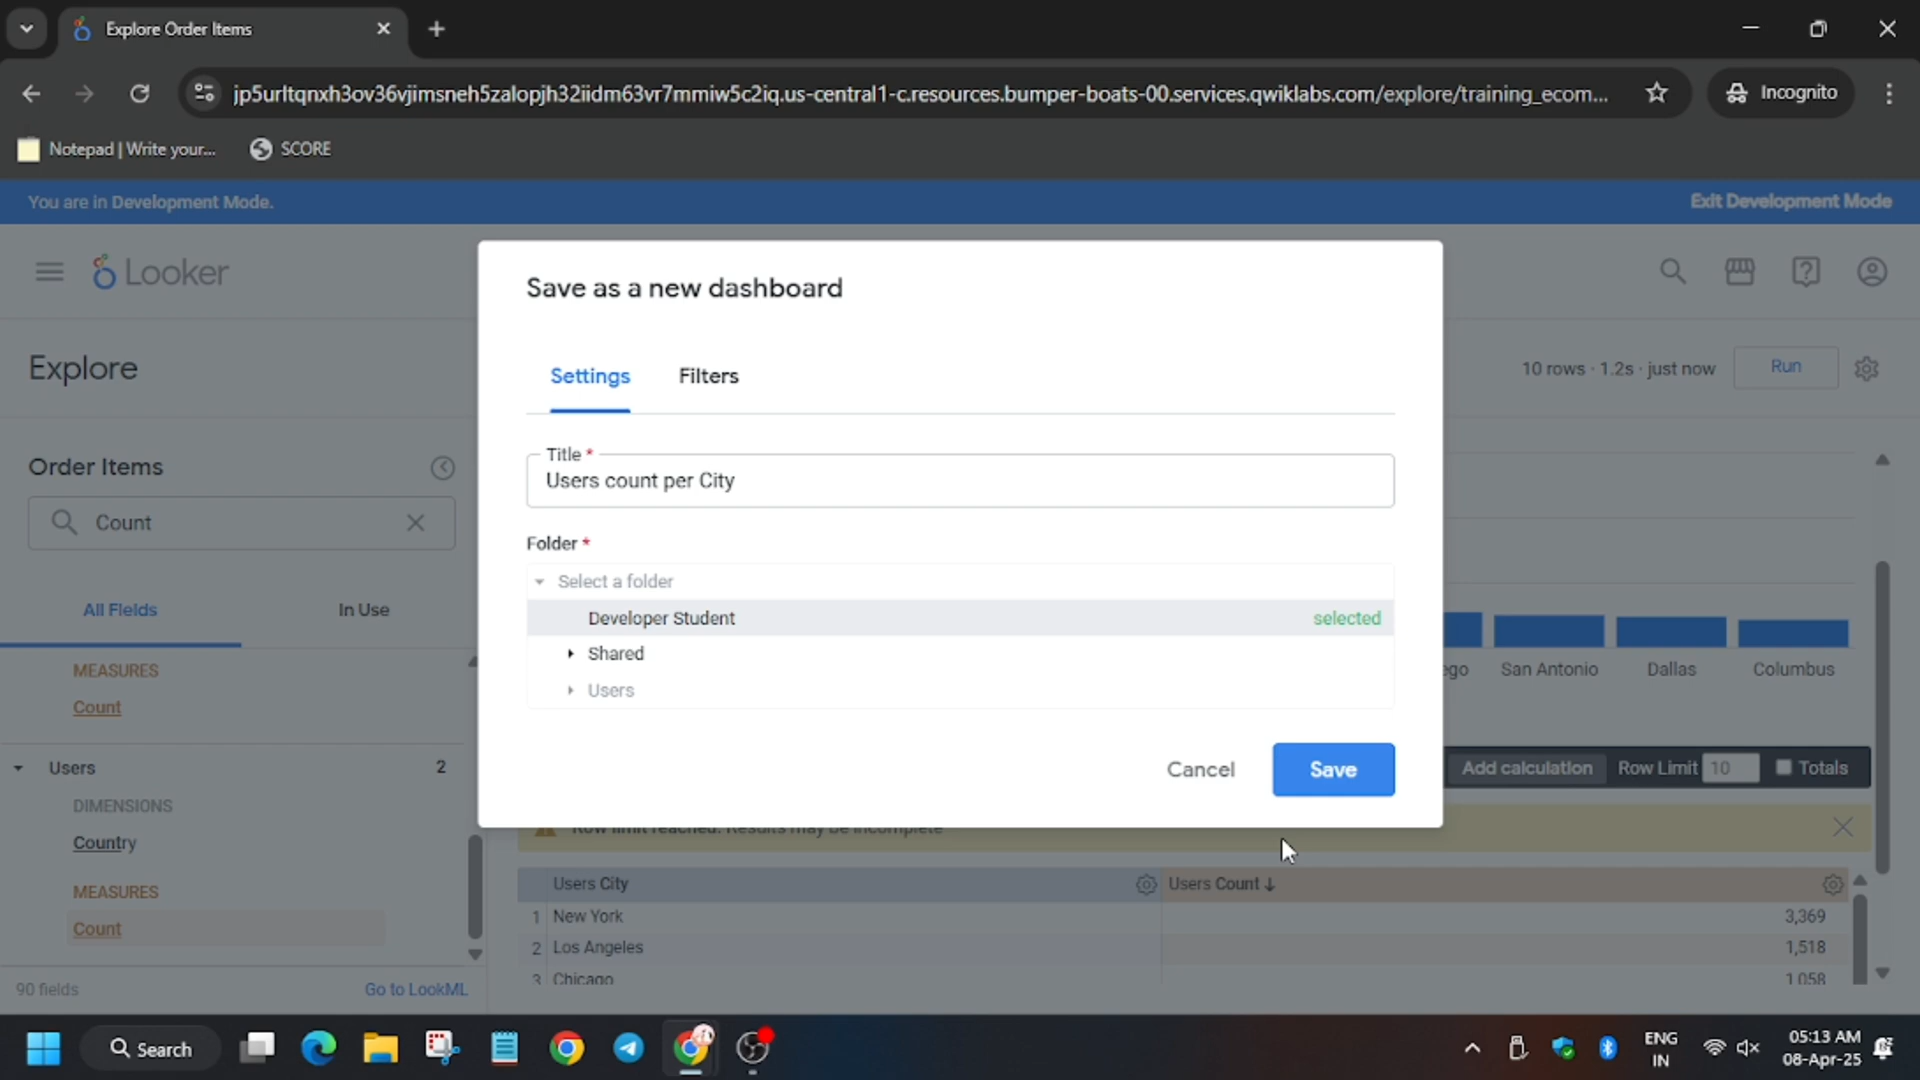 Explore Order Items
jp5urltqnxh3ov36vjimsneh5zalopjh32iidm63vr7mmiw5c2iq.us-central1-c.resources.bumper-boats-00.services.qwiklabs.com/explore/training_ecom...
Incognito
Notepad | Write your...
SCORE
You are in Development Mode.
Exit Development Mode
Looker
Save as a new dashboard
Explore
10 rows · 1.2s · just now
Run
Settings
Filters
Order Items
Title *
Users count per City
Count
Folder *
Select a folder
All Fields
In Use
Developer Student
selected
Shared
Users
MEASURES
Count
San Antonio
Dallas
Columbus
Users
2
Cancel
Save
Add calculation
Row Limit
10
Totals
DIMENSIONS
Country
Row limit reached. Results may be incomplete
MEASURES
Count
Users City
Users Count
1 New York 3,369
2 Los Angeles 1,518
3 Chicago 1,058
90 fields
Go to LookML
Search
ENG
IN
05:13 AM
08-Apr-25